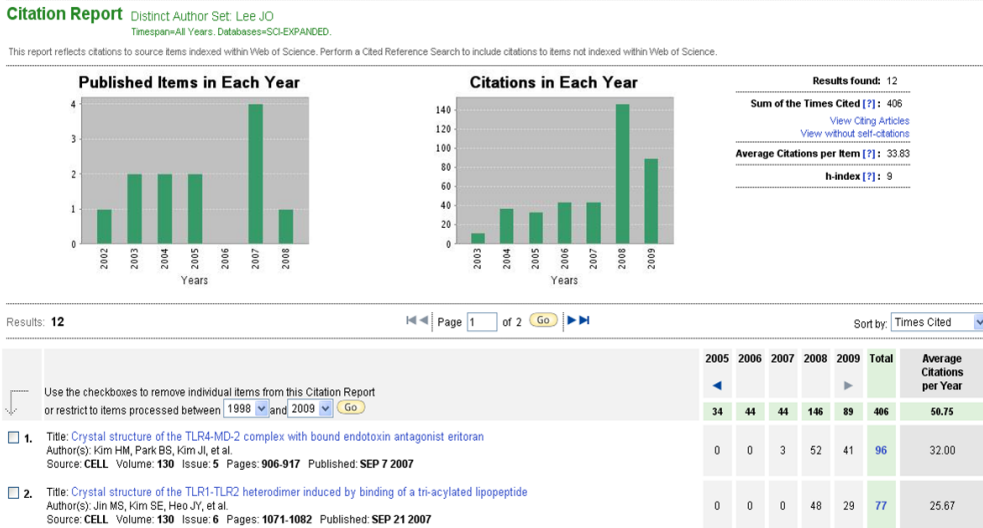 Citation Report Distinct Author Set: Lee JO
Timespan=All Years. Databases=SCI-EXPANDED.
This report reflects citations to source items indexed within Web of Science. Perform a Cited Reference Search to include citations to items not indexed within Web of Science.
Published Items in Each Year
4
3
2
1
0
2002 2003 2004 2005 2006 2007 2008
Years
Citations in Each Year
140
120
100
80
60
40
20
0
2003 2004 2005 2006 2007 2008 2009
Years
Results found: 12
Sum of the Times Cited [?] : 406
View Citing Articles
View without self-citations
Average Citations per Item [?] : 33.83
h-index [?] : 9
Results: 12
Page 1 of 2 Go
Sort by: Times Cited
2005 2006 2007 2008 2009 Total Average
Citations
per Year
Use the checkboxes to remove individual items from this Citation Report
or restrict to items processed between 1998 and 2009 Go
34 44 44 146 89 406 50.75
1. Title: Crystal structure of the TLR4-MD-2 complex with bound endotoxin antagonist eritoran
Author(s): Kim HM, Park BS, Kim JI, et al.
Source: CELL Volume: 130 Issue: 5 Pages: 906-917 Published: SEP 7 2007
0 0 3 52 41 96 32.00
2. Title: Crystal structure of the TLR1-TLR2 heterodimer induced by binding of a tri-acylated lipopeptide
Author(s): Jin MS, Kim SE, Heo JY, et al.
Source: CELL Volume: 130 Issue: 6 Pages: 1071-1082 Published: SEP 21 2007
0 0 0 48 29 77 25.67